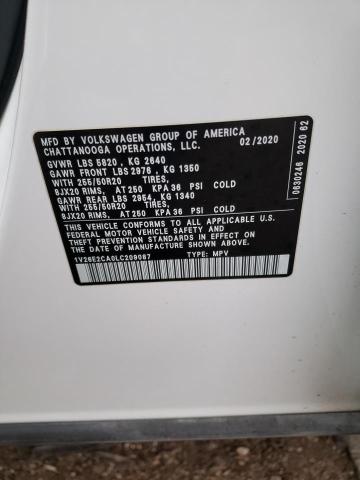 MFD BY VOLKSWAGEN GROUP OF AMERICA
CHATTANOOGA OPERATIONS, LLC.
02/2020
GVWR LBS 5820, KG 2640
GAWR FRONT LBS 2976, KG 1350
WITH 255/50R20 TIRES,
8JX20 RIMS, AT 250 KPA 36 PSI COLD
GAWR REAR LBS 2954, KG 1340
WITH 255/50R20 TIRES,
8JX20 RIMS, AT 250 KPA 36 PSI COLD
THIS VEHICLE CONFORMS TO ALL APPLICABLE U.S.
FEDERAL MOTOR VEHICLE SAFETY AND
THEFT PREVENTION STANDARDS IN EFFECT ON THE
DATE OF MANUFACTURE SHOWN ABOVE
1V26E2CA0LC209087 TYPE: MPV
0630246 2020 62